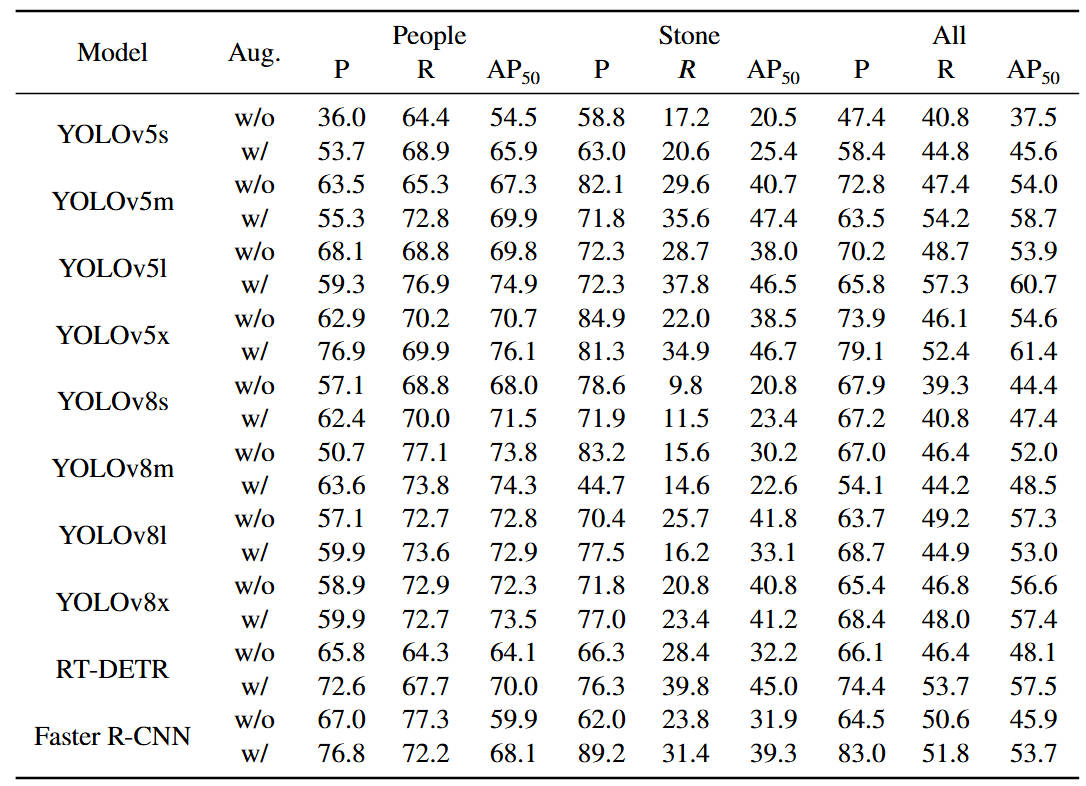 Model Aug. People Stone All
P R AP50 P R AP50 P R AP50
YOLOv5s w/o 36.0 64.4 54.5 58.8 17.2 20.5 47.4 40.8 37.5
w/ 53.7 68.9 65.9 63.0 20.6 25.4 58.4 44.8 45.6
YOLOv5m w/o 63.5 65.3 67.3 82.1 29.6 40.7 72.8 47.4 54.0
w/ 55.3 72.8 69.9 71.8 35.6 47.4 63.5 54.2 58.7
YOLOv5l w/o 68.1 68.8 69.8 72.3 28.7 38.0 70.2 48.7 53.9
w/ 59.3 76.9 74.9 72.3 37.8 46.5 65.8 57.3 60.7
YOLOv5x w/o 62.9 70.2 70.7 84.9 22.0 38.5 73.9 46.1 54.6
w/ 76.9 69.9 76.1 81.3 34.9 46.7 79.1 52.4 61.4
YOLOv8s w/o 57.1 68.8 68.0 78.6 9.8 20.8 67.9 39.3 44.4
w/ 62.4 70.0 71.5 71.9 11.5 23.4 67.2 40.8 47.4
YOLOv8m w/o 50.7 77.1 73.8 83.2 15.6 30.2 67.0 46.4 52.0
w/ 63.6 73.8 74.3 44.7 14.6 22.6 54.1 44.2 48.5
YOLOv8l w/o 57.1 72.7 72.8 70.4 25.7 41.8 63.7 49.2 57.3
w/ 59.9 73.6 72.9 77.5 16.2 33.1 68.7 44.9 53.0
YOLOv8x w/o 58.9 72.9 72.3 71.8 20.8 40.8 65.4 46.8 56.6
w/ 59.9 72.7 73.5 77.0 23.4 41.2 68.4 48.0 57.4
RT-DETR w/o 65.8 64.3 64.1 66.3 28.4 32.2 66.1 46.4 48.1
w/ 72.6 67.7 70.0 76.3 39.8 45.0 74.4 53.7 57.5
Faster R-CNN w/o 67.0 77.3 59.9 62.0 23.8 31.9 64.5 50.6 45.9
w/ 76.8 72.2 68.1 89.2 31.4 39.3 83.0 51.8 53.7